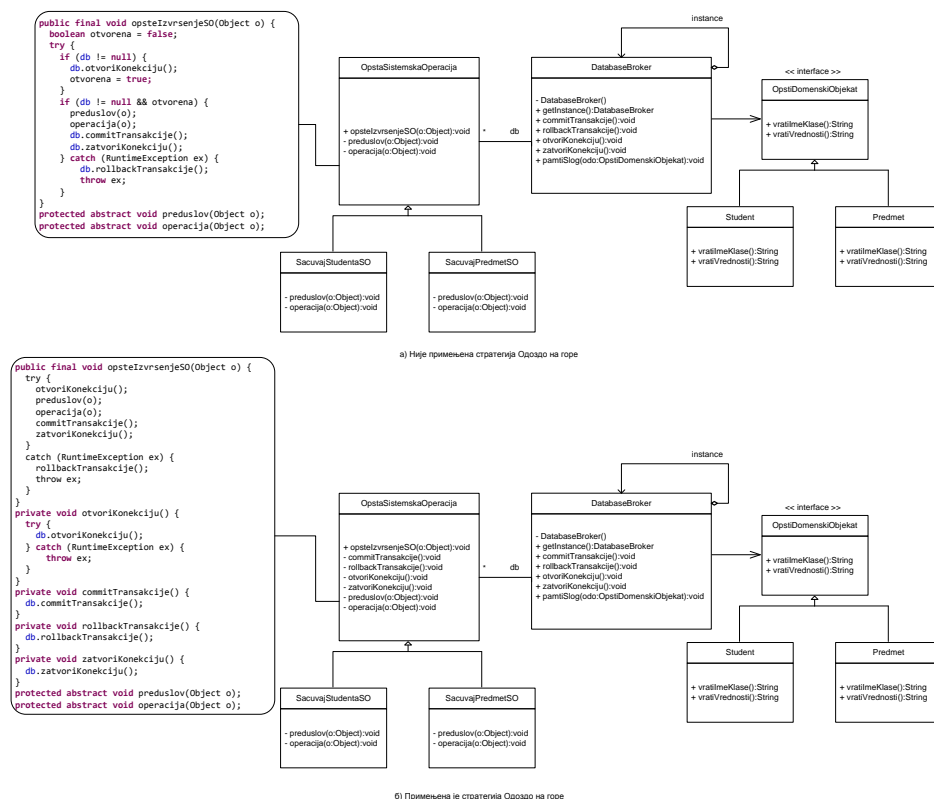 public final void opsteIzvrsenjeSO(Object o) {
boolean otvorena = false;
try {
if (db != null) {
db.otvoriKonekciju();
otvorena = true;
}
if (db != null && otvorena) {
preduslov(o);
operacija(o);
db.commitTransakcije();
db.zatvoriKonekciju();
} catch (RuntimeException ex) {
db.rollbackTransakcije();
throw ex;
}
}
protected abstract void preduslov(Object o);
protected abstract void operacija(Object o);
OpstaSistemskaOperacija
+ opsteIzvrsenjeSO(o:Object):void
- preduslov(o:Object):void
- operacija(o:Object):void
* db
instance
DatabaseBroker
- DatabaseBroker()
+ getInstance():DatabaseBroker
+ commitTransakcije():void
+ rollbackTransakcije():void
+ otvoriKonekciju():void
+ zatvoriKonekciju():void
+ pamtiSlog(odo:OpstiDomenskiObjekat):void
<< interface >>
OpstiDomenskiObjekat
+ vratiImeKlase():String
+ vratiVrednosti():String
SacuvajStudentaSO
- preduslov(o:Object):void
- operacija(o:Object):void
SacuvajPredmetSO
- preduslov(o:Object):void
- operacija(o:Object):void
Student
+ vratiImeKlase():String
+ vratiVrednosti():String
Predmet
+ vratiImeKlase():String
+ vratiVrednosti():String
а) Није примењена стратегија Одоздо на горе
public final void opsteIzvrsenjeSO(Object o) {
try {
otvoriKonekciju();
preduslov(o);
operacija(o);
commitTransakcije();
zatvoriKonekciju();
}
catch (RuntimeException ex) {
rollbackTransakcije();
throw ex;
}
}
private void otvoriKonekciju() {
try {
db.otvoriKonekciju();
} catch (RuntimeException ex) {
throw ex;
}
}
private void commitTransakcije() {
db.commitTransakcije();
}
private void rollbackTransakcije() {
db.rollbackTransakcije();
}
private void zatvoriKonekciju() {
db.zatvoriKonekciju();
}
protected abstract void preduslov(Object o);
protected abstract void operacija(Object o);
OpstaSistemskaOperacija
+ opsteIzvrsenjeSO(o:Object):void
- commitTransakcije():void
- rollbackTransakcije():void
- otvoriKonekciju():void
- zatvoriKonekciju():void
- preduslov(o:Object):void
- operacija(o:Object):void
* db
instance
DatabaseBroker
- DatabaseBroker()
+ getInstance():DatabaseBroker
+ commitTransakcije():void
+ rollbackTransakcije():void
+ otvoriKonekciju():void
+ zatvoriKonekciju():void
+ pamtiSlog(odo:OpstiDomenskiObjekat):void
<< interface >>
OpstiDomenskiObjekat
+ vratiImeKlase():String
+ vratiVrednosti():String
SacuvajStudentaSO
- preduslov(o:Object):void
- operacija(o:Object):void
SacuvajPredmetSO
- preduslov(o:Object):void
- operacija(o:Object):void
Student
+ vratiImeKlase():String
+ vratiVrednosti():String
Predmet
+ vratiImeKlase():String
+ vratiVrednosti():String
б) Примењена је стратегија Одоздо на горе